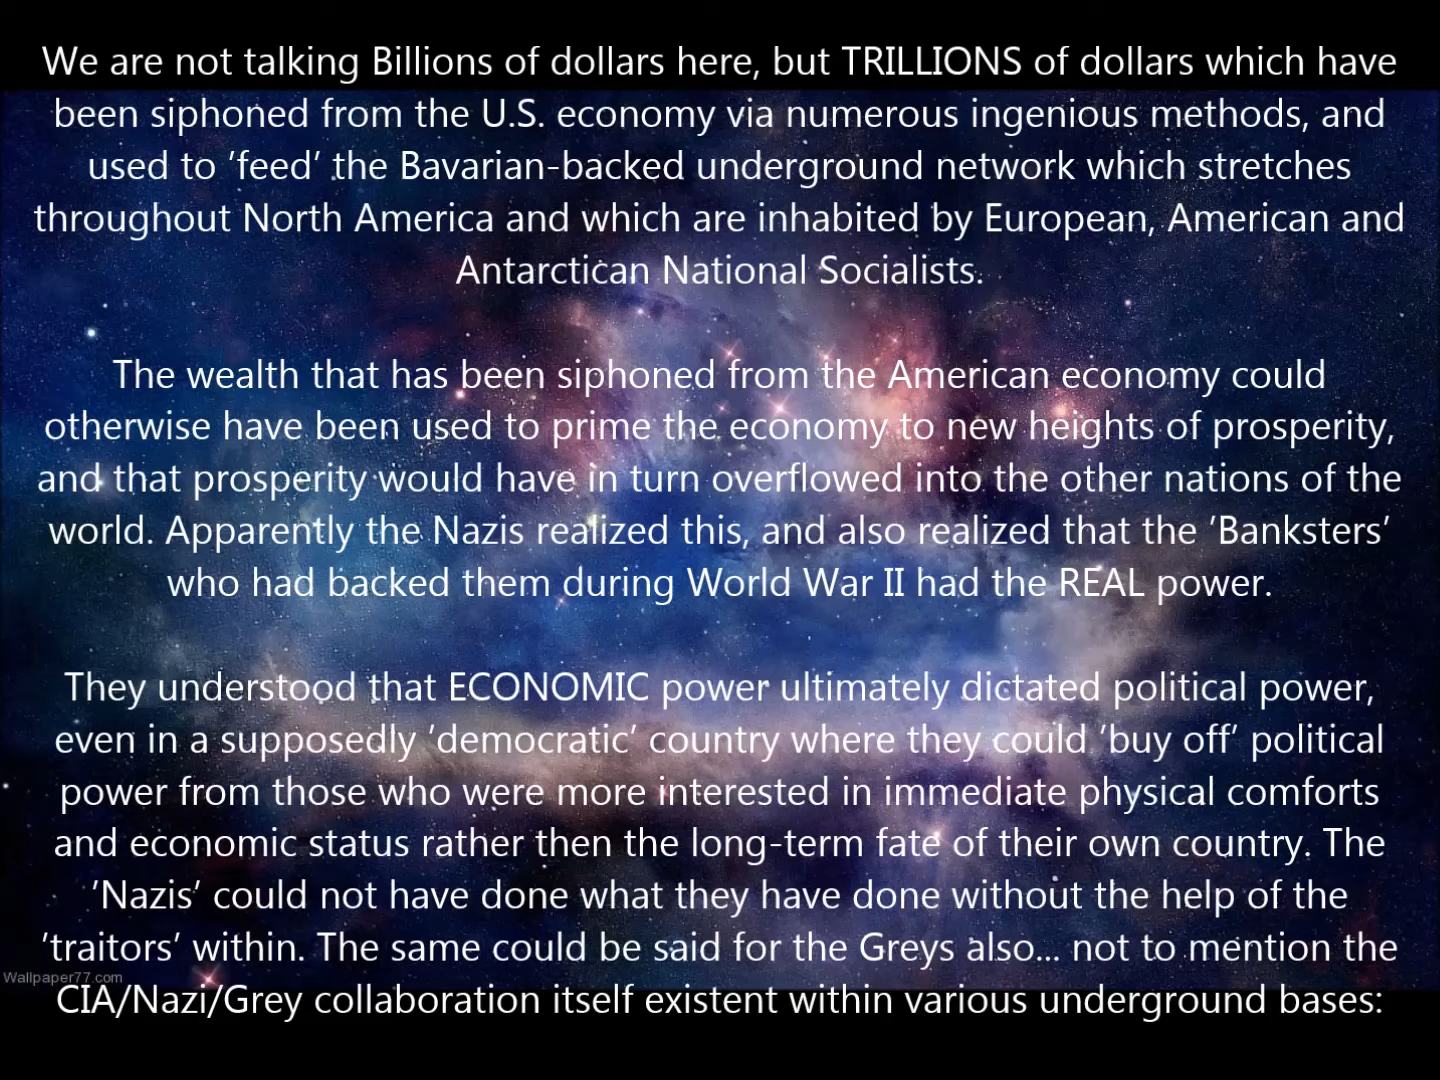 We are not talking Billions of dollars here, but TRILLIONS of dollars which have
been siphoned from the U.S. economy via numerous ingenious methods, and
used to 'feed' the Bavarian-backed underground network which stretches
throughout North America and which are inhabited by European, American and
Antarctican National Socialists.
The wealth that has been siphoned from the American economy could
otherwise have been used to prime the economy to new heights of prosperity,
and that prosperity would have in turn overflowed into the other nations of the
world. Apparently the Nazis realized this, and also realized that the 'Banksters'
who had backed them during World War II had the REAL power.
They understood that ECONOMIC power ultimately dictated political power,
even in a supposedly 'democratic' country where they could 'buy off' political
power from those who were more interested in immediate physical comforts
and economic status rather then the long-term fate of their own country. The
'Nazis' could not have done what they have done without the help of the
'traitors' within. The same could be said for the Greys also... not to mention the
Wallpaper77.com
CIA/Nazi/Grey collaboration itself existent within various underground bases: